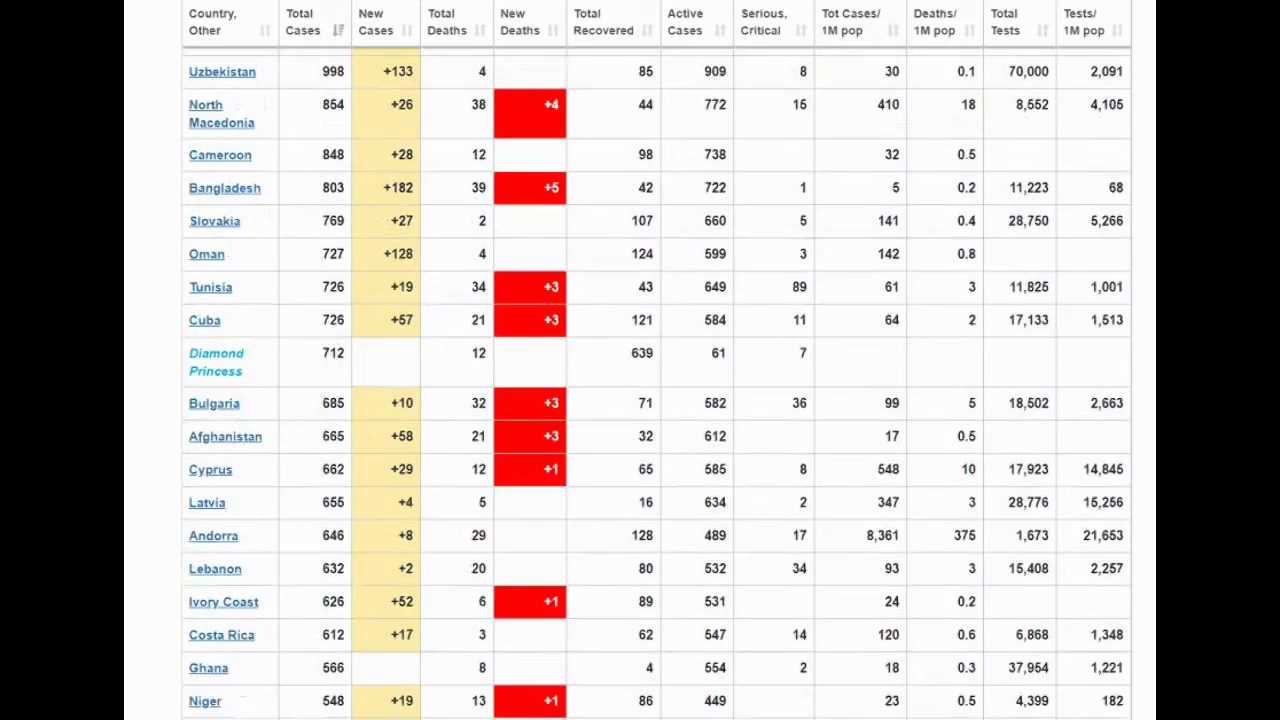 Country, Other Total Cases New Cases Total Deaths New Deaths Total Recovered Active Cases Serious, Critical Tot Cases/ 1M pop Deaths/ 1M pop Total Tests Tests/ 1M pop
Uzbekistan 998 +133 4 85 909 8 30 0.1 70,000 2,091
North Macedonia 854 +26 38 +4 44 772 15 410 18 8,552 4,105
Cameroon 848 +28 12 98 738 32 0.5
Bangladesh 803 +182 39 +5 42 722 1 5 0.2 11,223 68
Slovakia 769 +27 2 107 660 5 141 0.4 28,750 5,266
Oman 727 +128 4 124 599 3 142 0.8
Tunisia 726 +19 34 +3 43 649 89 61 3 11,825 1,001
Cuba 726 +57 21 +3 121 584 11 64 2 17,133 1,513
Diamond Princess 712 12 639 61 7
Bulgaria 685 +10 32 +3 71 582 36 99 5 18,502 2,663
Afghanistan 665 +58 21 +3 32 612 17 0.5
Cyprus 662 +29 12 +1 65 585 8 548 10 17,923 14,845
Latvia 655 +4 5 16 634 2 347 3 28,776 15,256
Andorra 646 +8 29 128 489 17 8,361 375 1,673 21,653
Lebanon 632 +2 20 80 532 34 93 3 15,408 2,257
Ivory Coast 626 +52 6 +1 89 531 24 0.2
Costa Rica 612 +17 3 62 547 14 120 0.6 6,868 1,348
Ghana 566 8 4 554 2 18 0.3 37,954 1,221
Niger 548 +19 13 +1 86 449 23 0.5 4,399 182